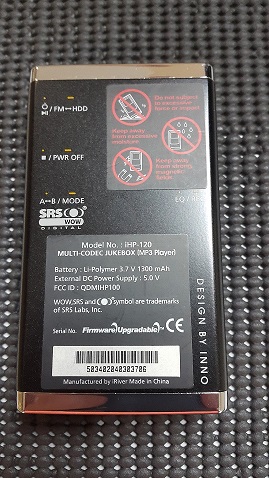 / FM↔HDD
Do not subject
to excessive
force or impact
Keep away
from excessive
moisture
■ / PWR OFF
Keep away
from strong
magnetic
fields
A↔B / MODE
EQ /
SRS
WOW
DIGITAL
Model No. : iHP-120
MULTI-CODEC JUKEBOX (MP3 Player)
Battery : Li-Polymer 3.7 V 1300 mAh
External DC Power Supply : 5.0 V
FCC ID : QDMIHP100
WOW,SRS and symbol are trademarks
of SRS Labs, Inc.
Serial No. Firmware Upgradable™ CE
503402040303706
Manufactured by iRiver Made in China
DESIGN BY INNO